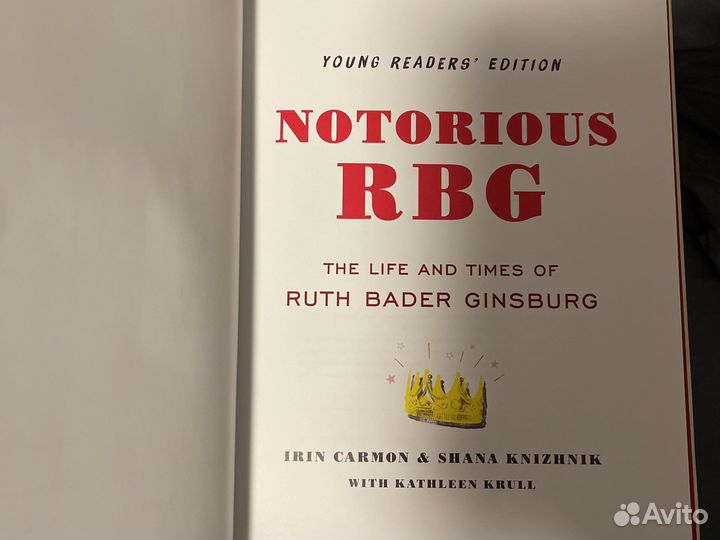 YOUNG READERS' EDITION
NOTORIOUS
RBG
THE LIFE AND TIMES OF
RUTH BADER GINSBURG
IRIN CARMON & SHANA KNIZHNIK
WITH KATHLEEN KRULL
Avito